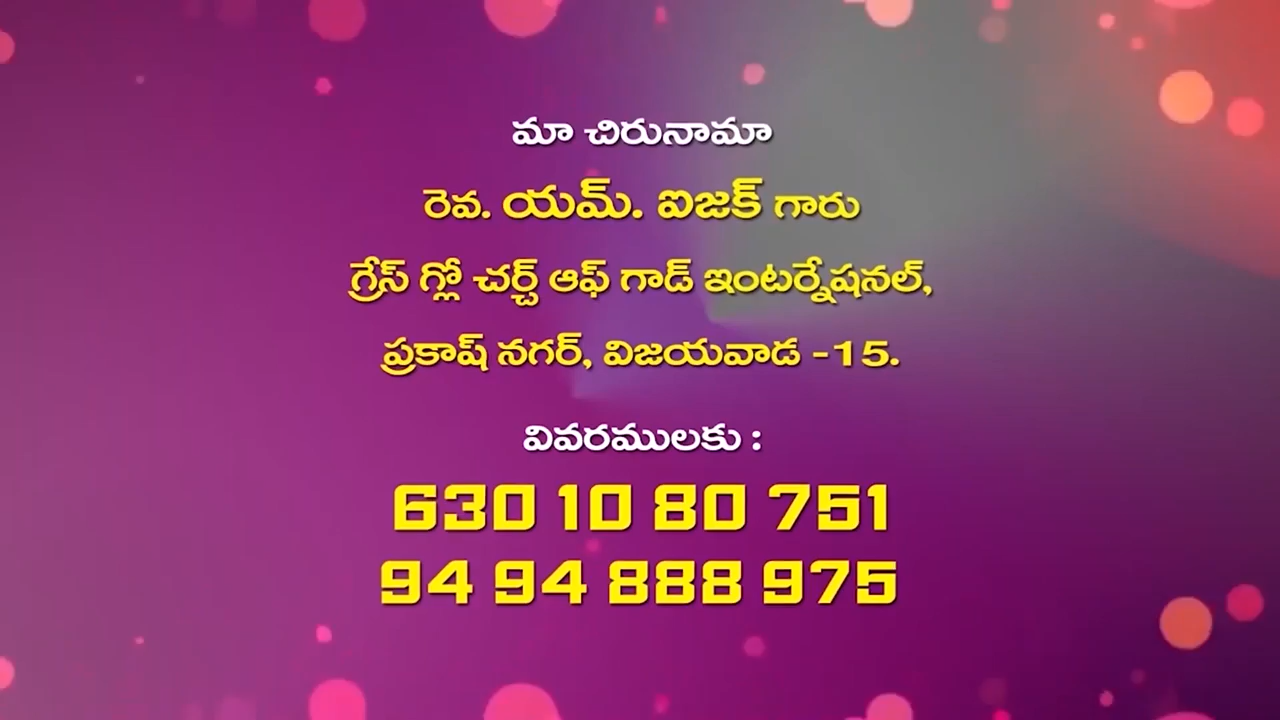 మా చిరునామా
రెవ. యమ్. ఐజక్ గారు
గ్రేస్ గ్లో చర్చ్ ఆఫ్ గాడ్ ఇంటర్నేషనల్,
ప్రకాష్ నగర్, విజయవాడ -15.
వివరములకు :
630 10 80 751
94 94 888 975